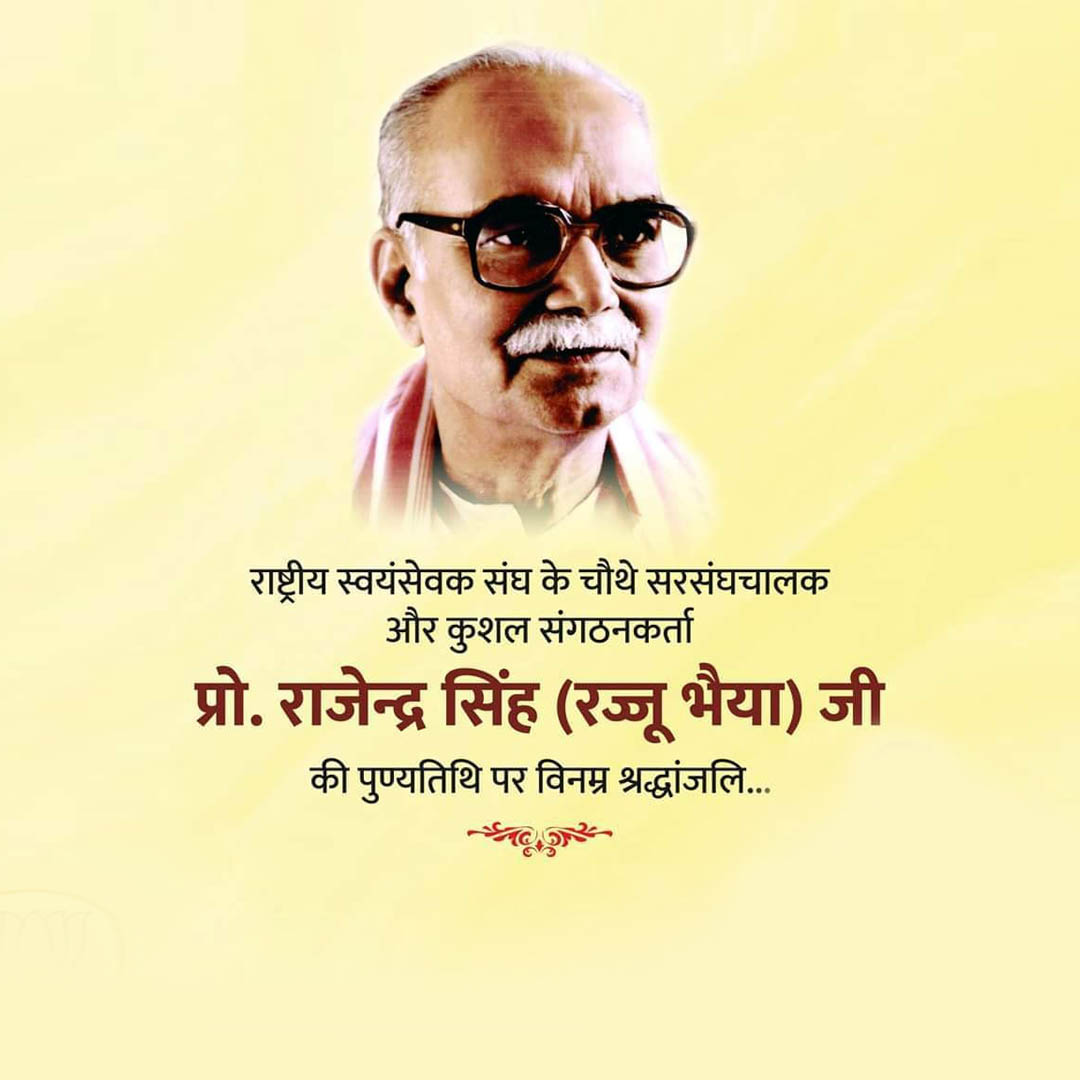 राष्ट्रीय स्वयंसेवक संघ के चौथे सरसंघचालक
और कुशल संगठनकर्ता
प्रो. राजेन्द्र सिंह (रज्जू भैया) जी
की पुण्यतिथि पर विनम्र श्रद्धांजलि...